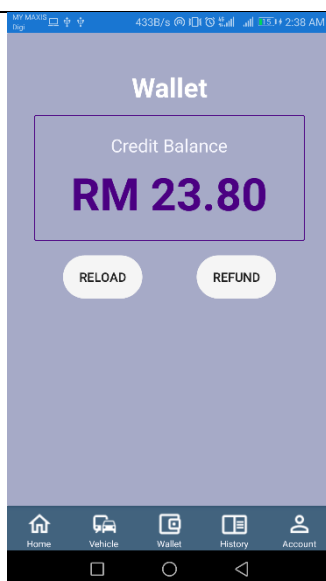 MY MAXIS
Digi
433B/s 15 2:38 AM
Wallet
Credit Balance
RM 23.80
RELOAD REFUND
Home Vehicle Wallet History Account